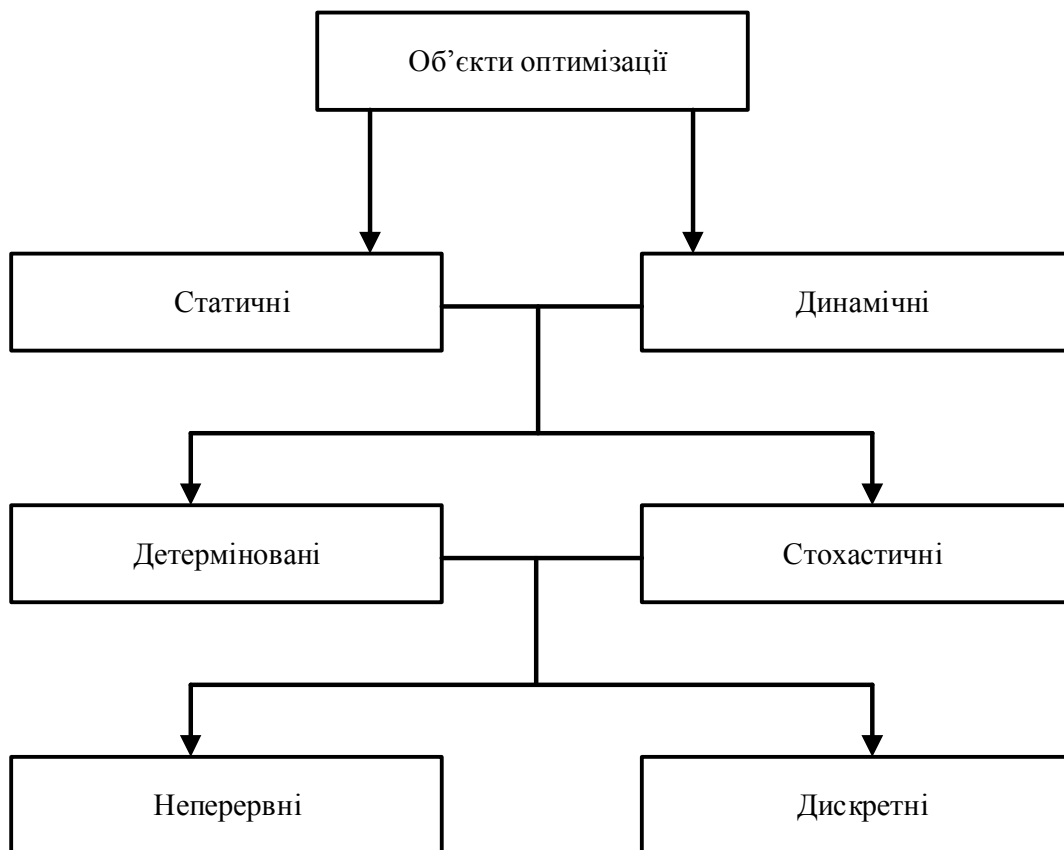 Об’єкти оптимізації
Статичні
Динамічні
Детерміновані
Стохастичні
Неперервні
Дискретні